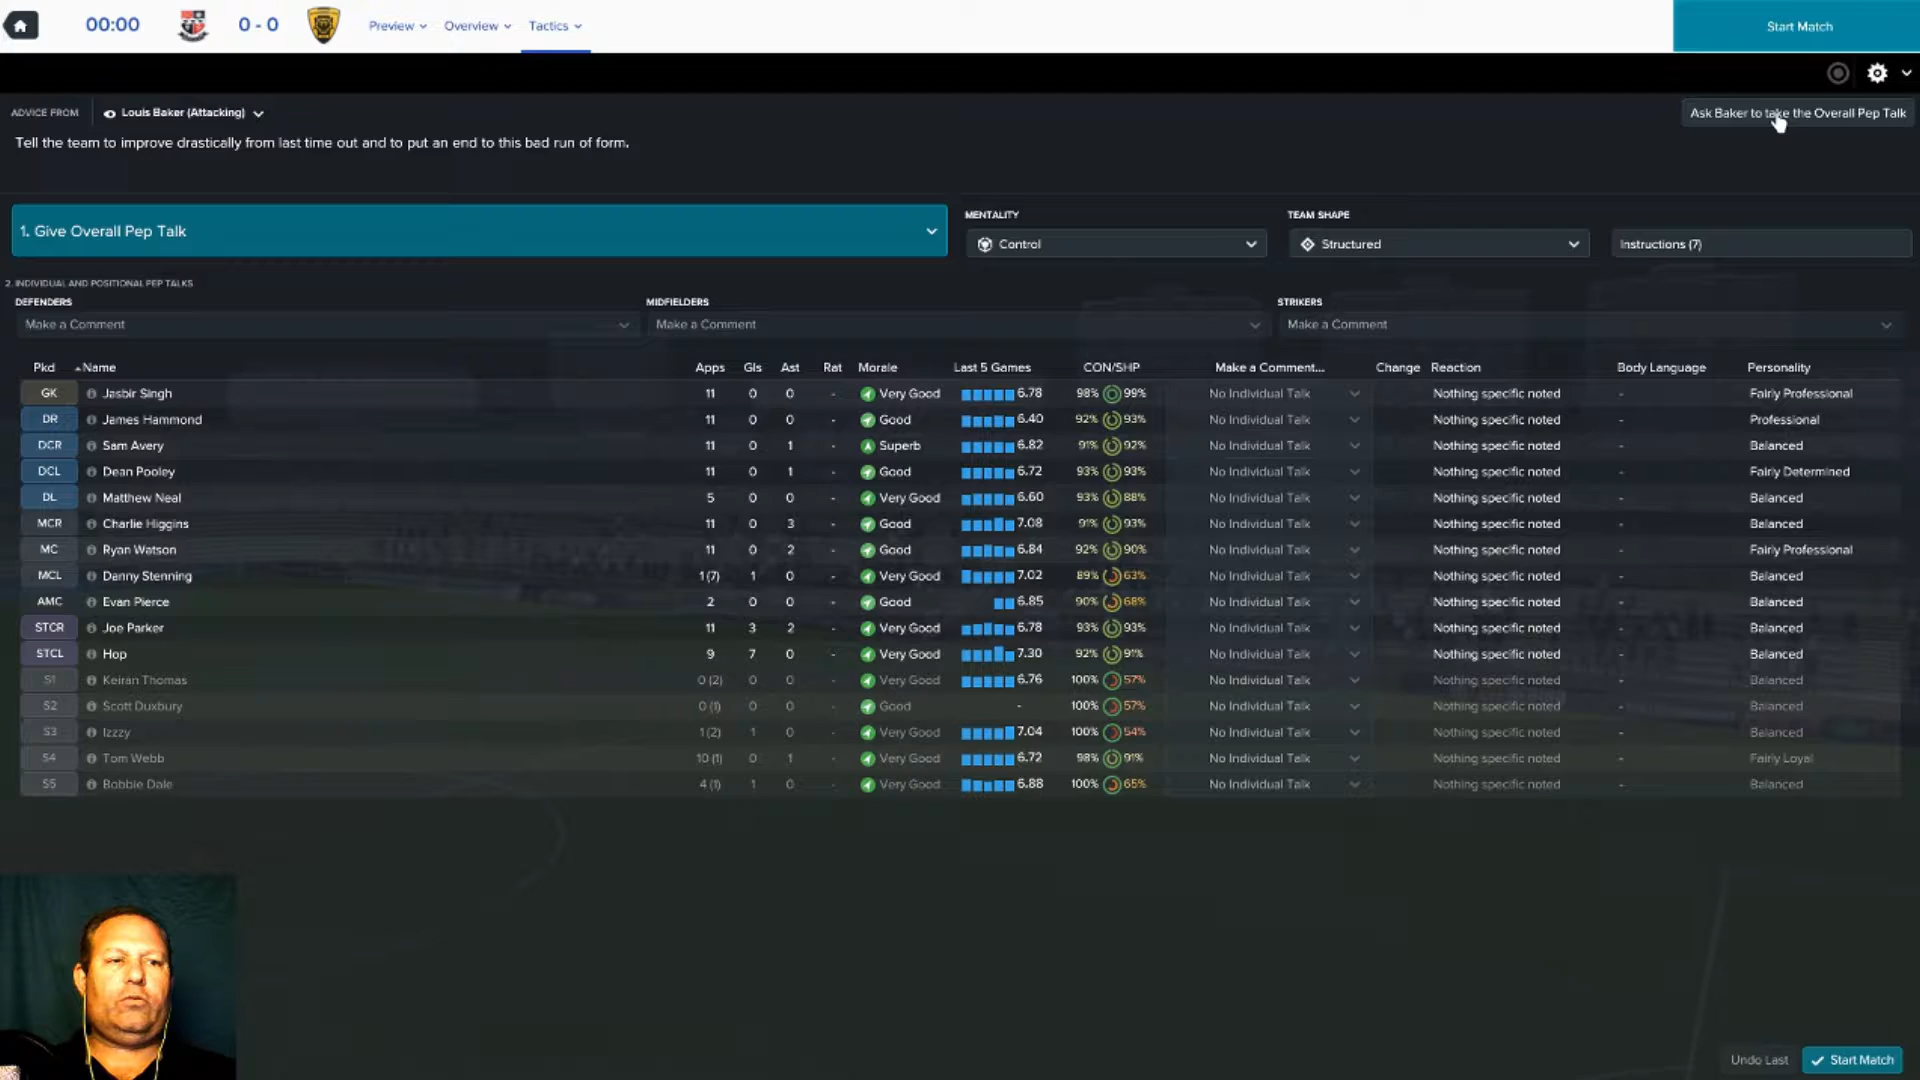 00:00 0 - 0 Preview Overview Tactics Start Match
ADVICE FROM Louis Baker (Attacking) Ask Baker to take the Overall Pep Talk
Tell the team to improve drastically from last time out and to put an end to this bad run of form.
MENTALITY TEAM SHAPE
1. Give Overall Pep Talk Control Structured Instructions (7)
2. INDIVIDUAL AND POSITIONAL PEP TALKS
DEFENDERS MIDFIELDERS STRIKERS
Make a Comment Make a Comment Make a Comment
Pkd Name Apps Gls Ast Rat Morale Last 5 Games CON/SHP Make a Comment... Change Reaction Body Language Personality
GK Jasbir Singh 11 0 0 - Very Good 6.78 98% 99% No Individual Talk Nothing specific noted - Fairly Professional
DR James Hammond 11 0 0 - Good 6.40 92% 93% No Individual Talk Nothing specific noted - Professional
DCR Sam Avery 11 0 1 - Superb 6.82 91% 92% No Individual Talk Nothing specific noted - Balanced
DCL Dean Pooley 11 0 1 - Good 6.72 93% 93% No Individual Talk Nothing specific noted - Fairly Determined
DL Matthew Neal 5 0 0 - Very Good 6.60 93% 88% No Individual Talk Nothing specific noted - Balanced
MCR Charlie Higgins 11 0 3 - Good 7.08 91% 93% No Individual Talk Nothing specific noted - Balanced
MC Ryan Watson 11 0 2 - Good 6.84 92% 90% No Individual Talk Nothing specific noted - Fairly Professional
MCL Danny Stenning 1 (7) 1 0 - Very Good 7.02 89% 63% No Individual Talk Nothing specific noted - Balanced
AMC Evan Pierce 2 0 0 - Good 6.85 90% 68% No Individual Talk Nothing specific noted - Balanced
STCR Joe Parker 11 3 2 - Very Good 6.78 93% 93% No Individual Talk Nothing specific noted - Balanced
STCL Hop 9 7 0 - Very Good 7.30 92% 91% No Individual Talk Nothing specific noted - Balanced
S1 Keiran Thomas 0 (2) 0 0 - Very Good 6.76 100% 57% No Individual Talk Nothing specific noted - Balanced
S2 Scott Duxbury 0 (1) 0 0 - Good - 100% 57% No Individual Talk Nothing specific noted - Balanced
S3 Izzzy 1 (2) 1 0 - Very Good 7.04 100% 54% No Individual Talk Nothing specific noted - Balanced
S4 Tom Webb 10 (1) 0 1 - Very Good 6.72 98% 91% No Individual Talk Nothing specific noted - Fairly Loyal
S5 Bobbie Dale 4 (1) 1 0 - Very Good 6.88 100% 65% No Individual Talk Nothing specific noted - Balanced
Undo Last Start Match